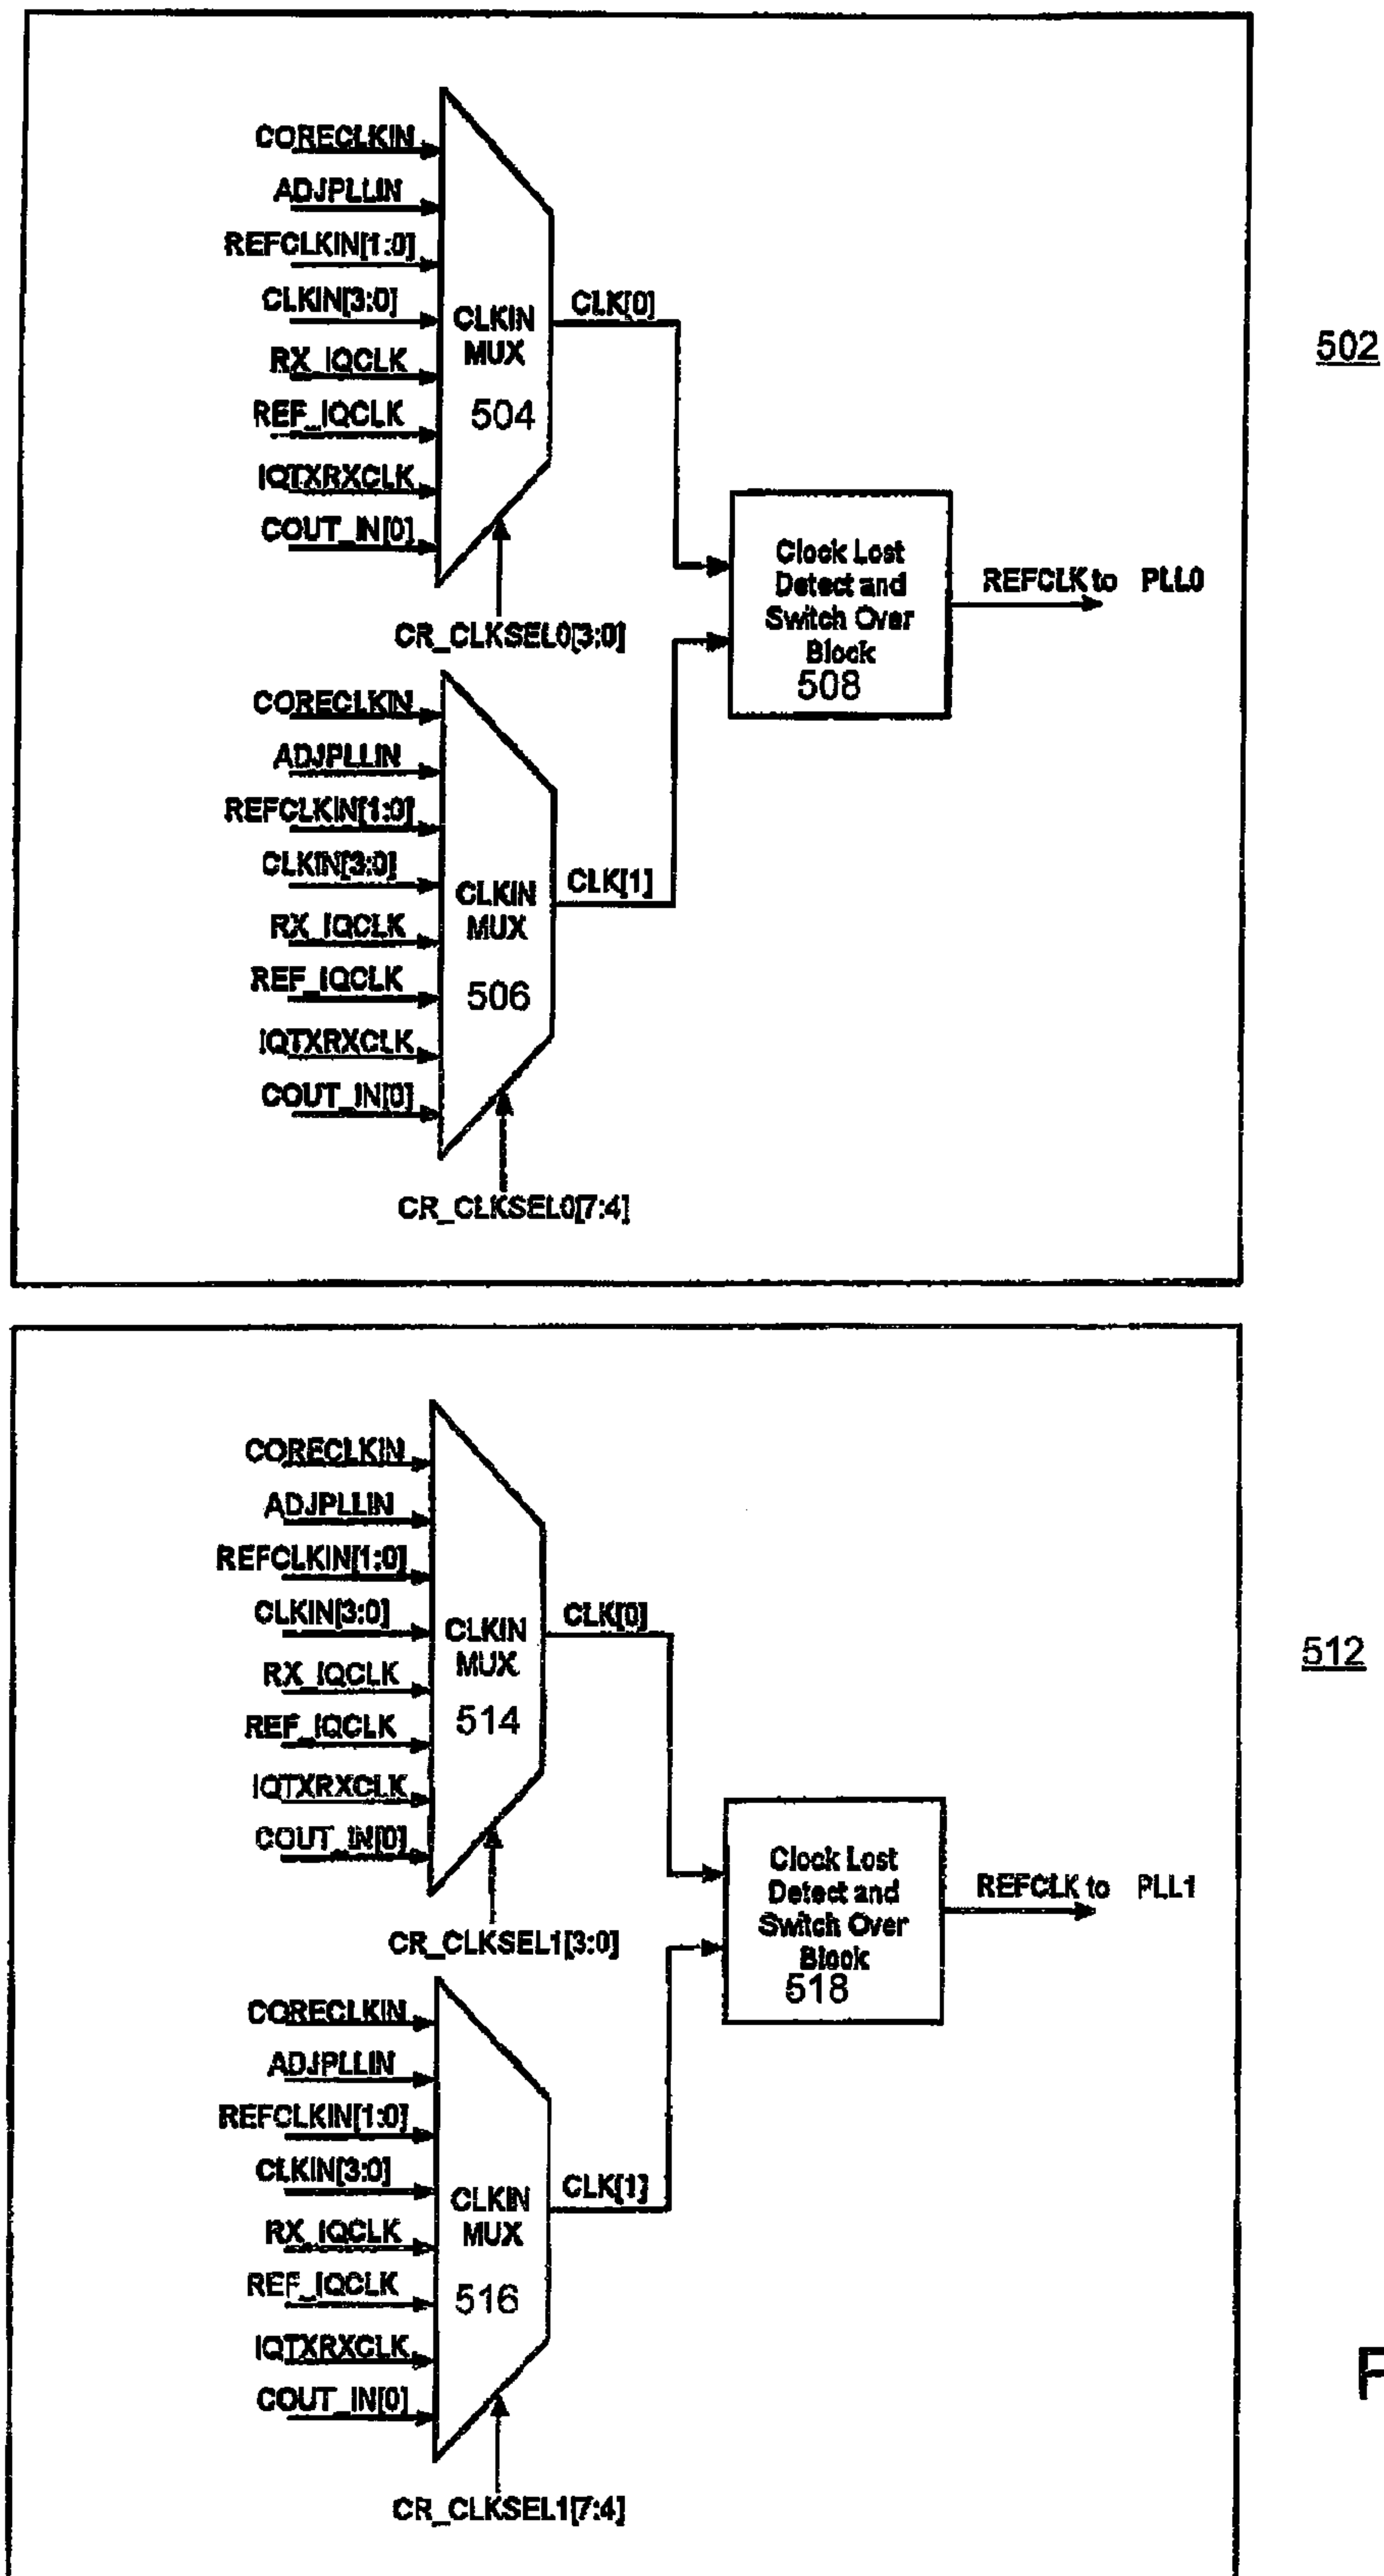 CORECLKIN
ADJPLLIN
REFCLKIN[1:0]
CLKIN[3:0]
RX_IQCLK
REF_IQCLK
IQTXRXCLK
COUT_IN[0]
CLKIN
MUX
504
CLK[0]
CR_CLKSEL0[3:0]
502
Clock Lost
Detect and
Switch Over
Block
508
REFCLK to PLL0
CORECLKIN
ADJPLLIN
REFCLKIN[1:0]
CLKIN[3:0]
RX_IQCLK
REF_IQCLK
IQTXRXCLK
COUT_IN[0]
CLKIN
MUX
506
CLK[1]
CR_CLKSEL0[7:4]
CORECLKIN
ADJPLLIN
REFCLKIN[1:0]
CLKIN[3:0]
RX_IQCLK
REF_IQCLK
IQTXRXCLK
COUT_IN[0]
CLKIN
MUX
514
CLK[0]
CR_CLKSEL1[3:0]
512
Clock Lost
Detect and
Switch Over
Block
518
REFCLK to PLL1
CORECLKIN
ADJPLLIN
REFCLKIN[1:0]
CLKIN[3:0]
RX_IQCLK
REF_IQCLK
IQTXRXCLK
COUT_IN[0]
CLKIN
MUX
516
CLK[1]
CR_CLKSEL1[7:4]